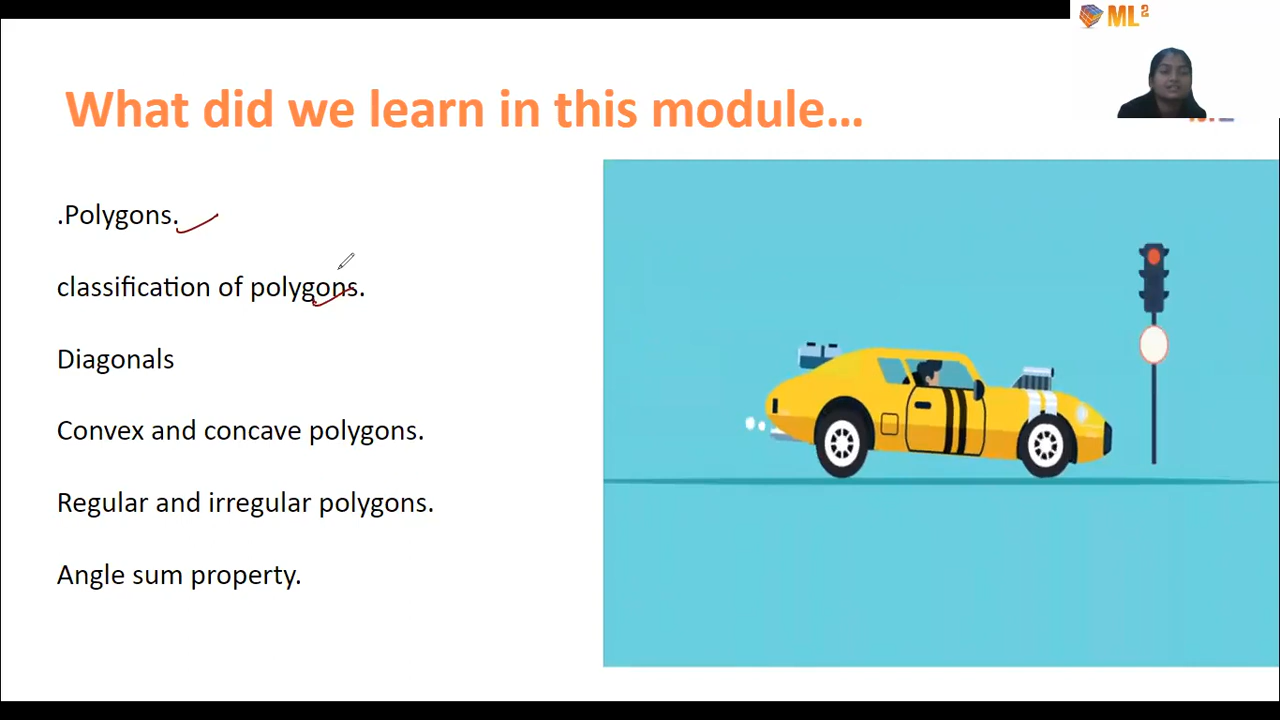 ML²
What did we learn in this module...
.Polygons.
classification of polygons.
Diagonals
Convex and concave polygons.
Regular and irregular polygons.
Angle sum property.